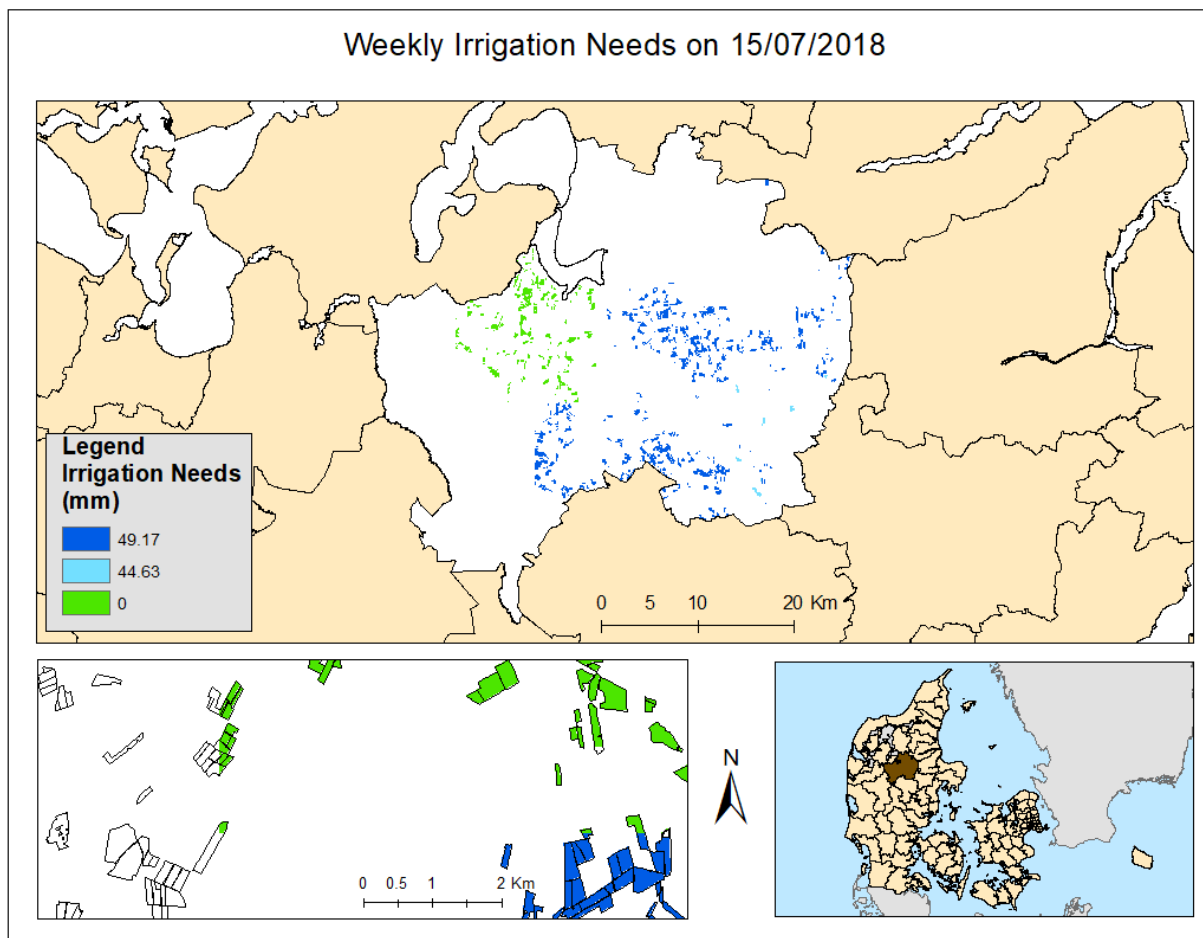 Weekly Irrigation Needs on 15/07/2018
Legend
Irrigation Needs
(mm)
49.17
44.63
0
0 5 10 20 Km
0 0.5 1 2 Km
N